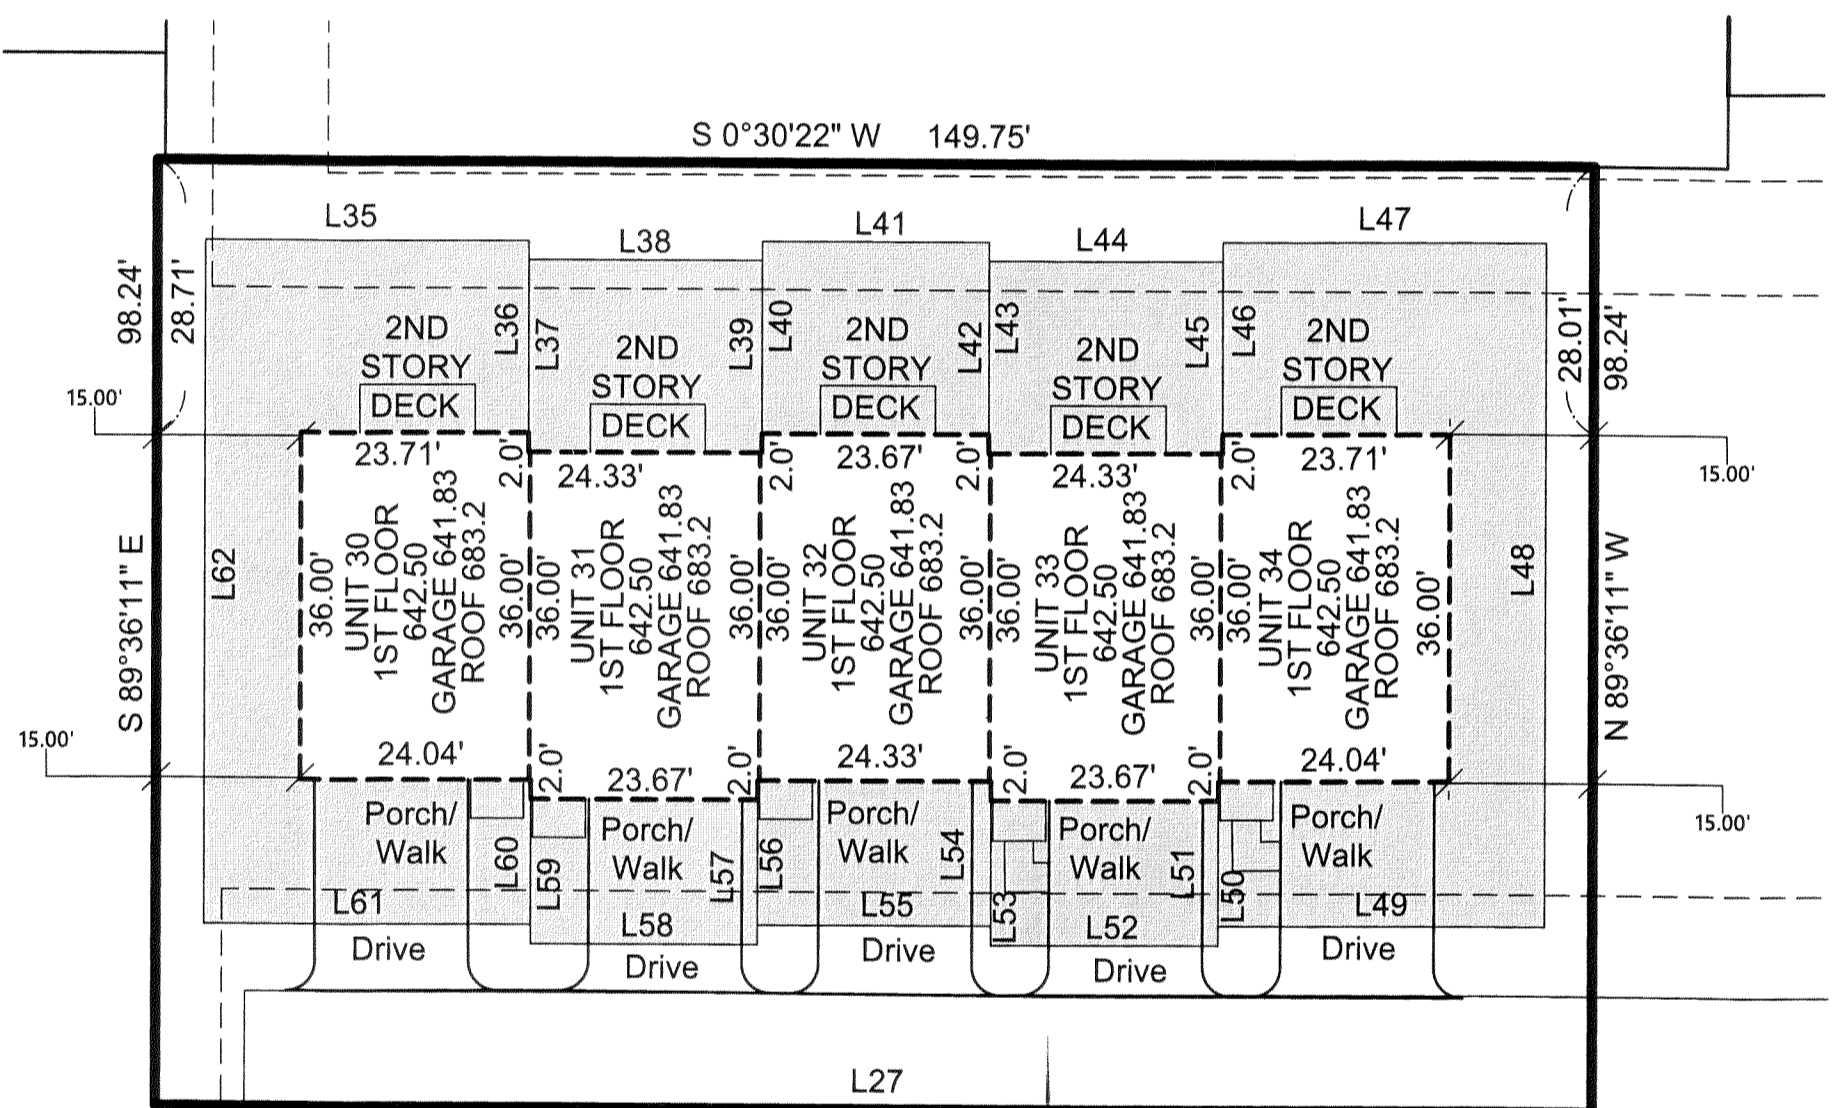 S 0°30'22" W 149.75'
L35
L38
L41
L44
L47
98.24'
28.71'
28.01'
98.24'
L36
L37
L39
L40
L42
L43
L45
L46
2ND
STORY
DECK
2ND
STORY
DECK
2ND
STORY
DECK
2ND
STORY
DECK
2ND
STORY
DECK
15.00'
15.00'
23.71'
2.0'
24.33'
2.0'
23.67'
2.0'
24.33'
2.0'
23.71'
S 89°36'11" E
L62
36.00'
UNIT 30
1ST FLOOR
642.50
GARAGE 641.83
ROOF 683.2
36.00'
36.00'
UNIT 31
1ST FLOOR
642.50
GARAGE 641.83
ROOF 683.2
36.00'
36.00'
UNIT 32
1ST FLOOR
642.50
GARAGE 641.83
ROOF 683.2
36.00'
36.00'
UNIT 33
1ST FLOOR
642.50
GARAGE 641.83
ROOF 683.2
36.00'
36.00'
UNIT 34
1ST FLOOR
642.50
GARAGE 641.83
ROOF 683.2
36.00'
L48
N 89°36'11" W
15.00'
15.00'
24.04'
2.0'
23.67'
2.0'
24.33'
2.0'
23.67'
2.0'
24.04'
Porch/
Walk
Porch/
Walk
Porch/
Walk
Porch/
Walk
Porch/
Walk
L60
L59
L57
L56
L54
L53
L51
L50
L61
L58
L55
L52
L49
Drive
Drive
Drive
Drive
Drive
L27